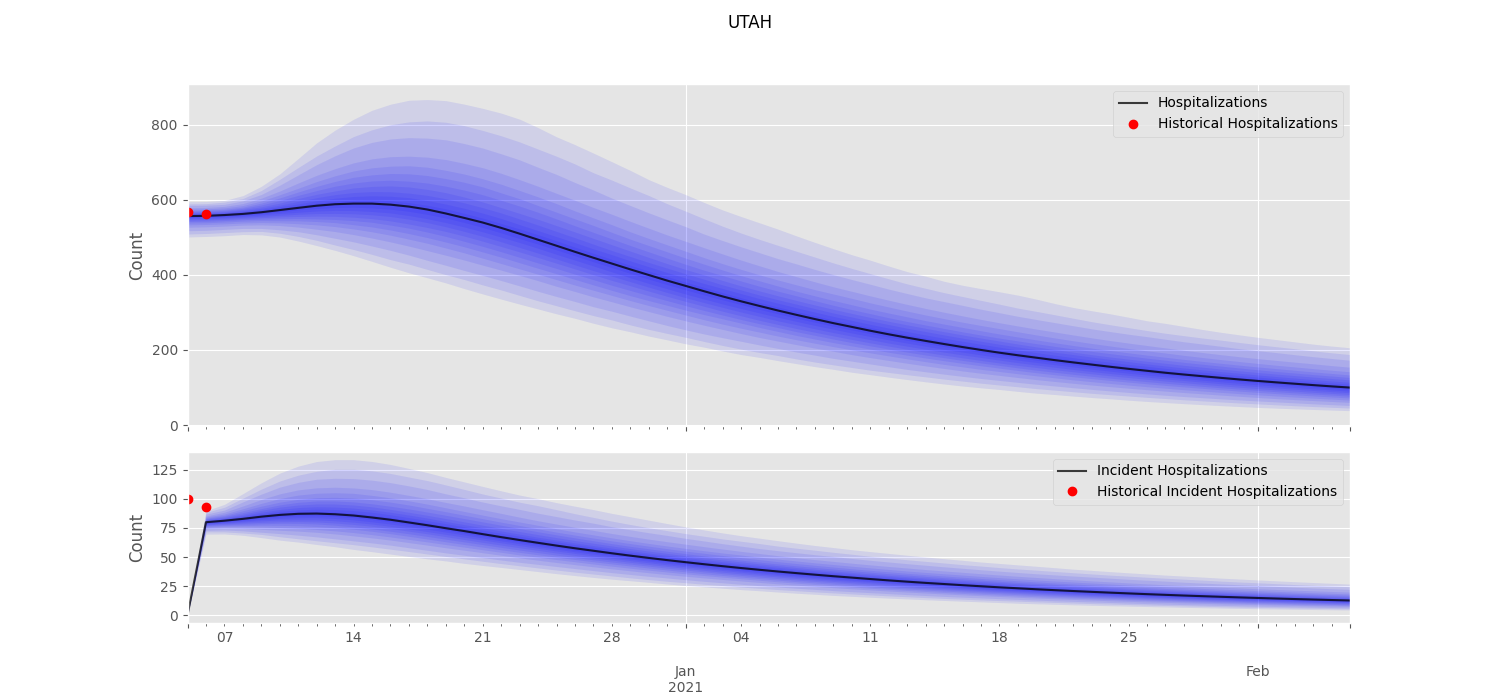 UTAH
Hospitalizations
Historical Hospitalizations
800
600
400
200
0
Count
Incident Hospitalizations
Historical Incident Hospitalizations
125
100
75
50
25
0
Count
07 14 21 28 04 11 18 25
Jan Feb
2021